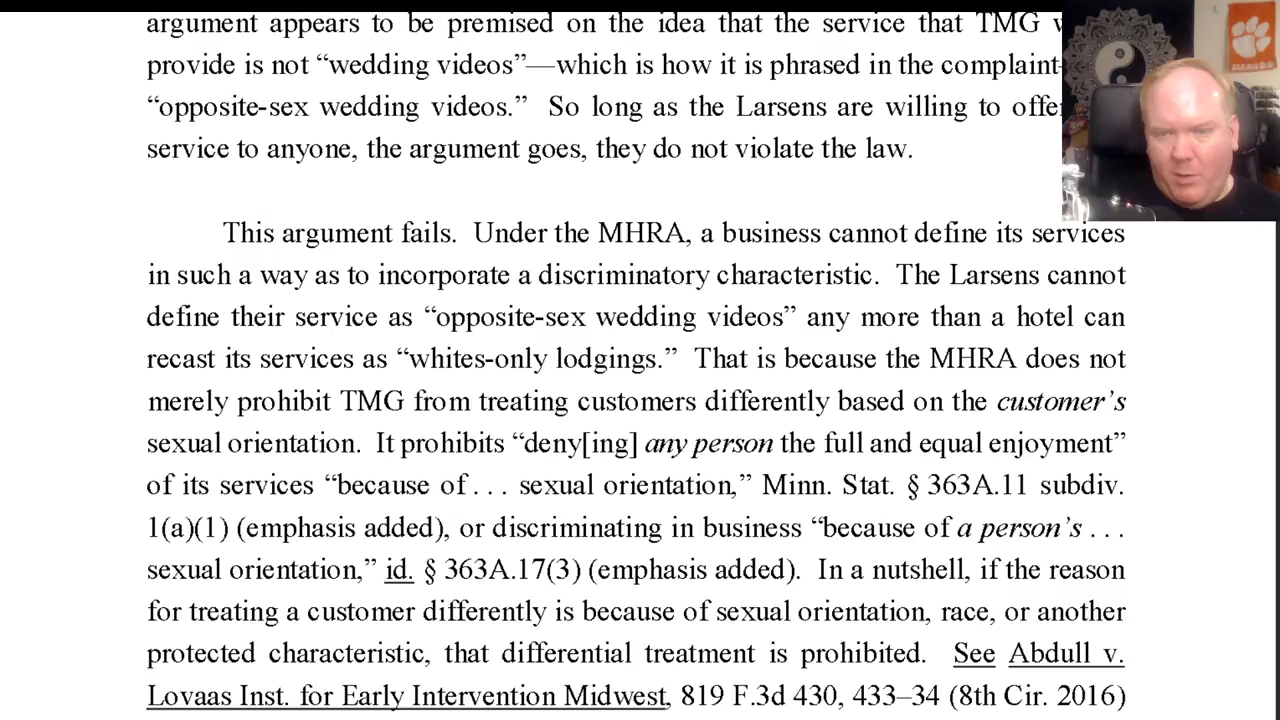 argument appears to be premised on the idea that the service that TMG
provide is not “wedding videos”—which is how it is phrased in the complaint
“opposite-sex wedding videos.” So long as the Larsens are willing to
service to anyone, the argument goes, they do not violate the law.
This argument fails. Under the MHRA, a business cannot define its services
in such a way as to incorporate a discriminatory characteristic. The Larsens cannot
define their service as “opposite-sex wedding videos” any more than a hotel can
recast its services as “whites-only lodgings.” That is because the MHRA does not
merely prohibit TMG from treating customers differently based on the customer’s
sexual orientation. It prohibits “deny[ing] any person the full and equal enjoyment”
of its services “because of . . . sexual orientation,” Minn. Stat. § 363A.11 subdiv.
1(a)(1) (emphasis added), or discriminating in business “because of a person’s . . .
sexual orientation,” id. § 363A.17(3) (emphasis added). In a nutshell, if the reason
for treating a customer differently is because of sexual orientation, race, or another
protected characteristic, that differential treatment is prohibited. See Abdull v.
Lovaas Inst. for Early Intervention Midwest, 819 F.3d 430, 433–34 (8th Cir. 2016)